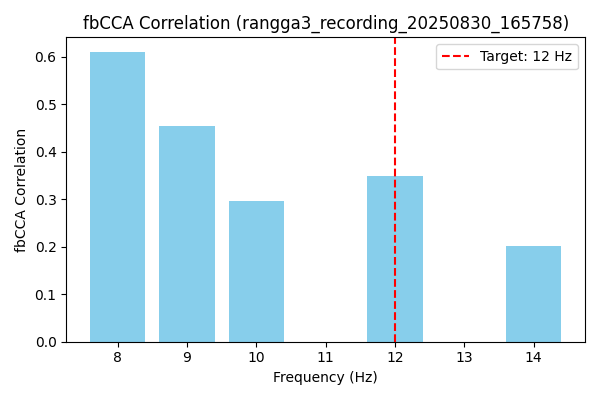 fbCCA Correlation (rangga3_recording_20250830_165758)
Target: 12 Hz
fbCCA Correlation
0.6
0.5
0.4
0.3
0.2
0.1
0.0
8 9 10 11 12 13 14
Frequency (Hz)